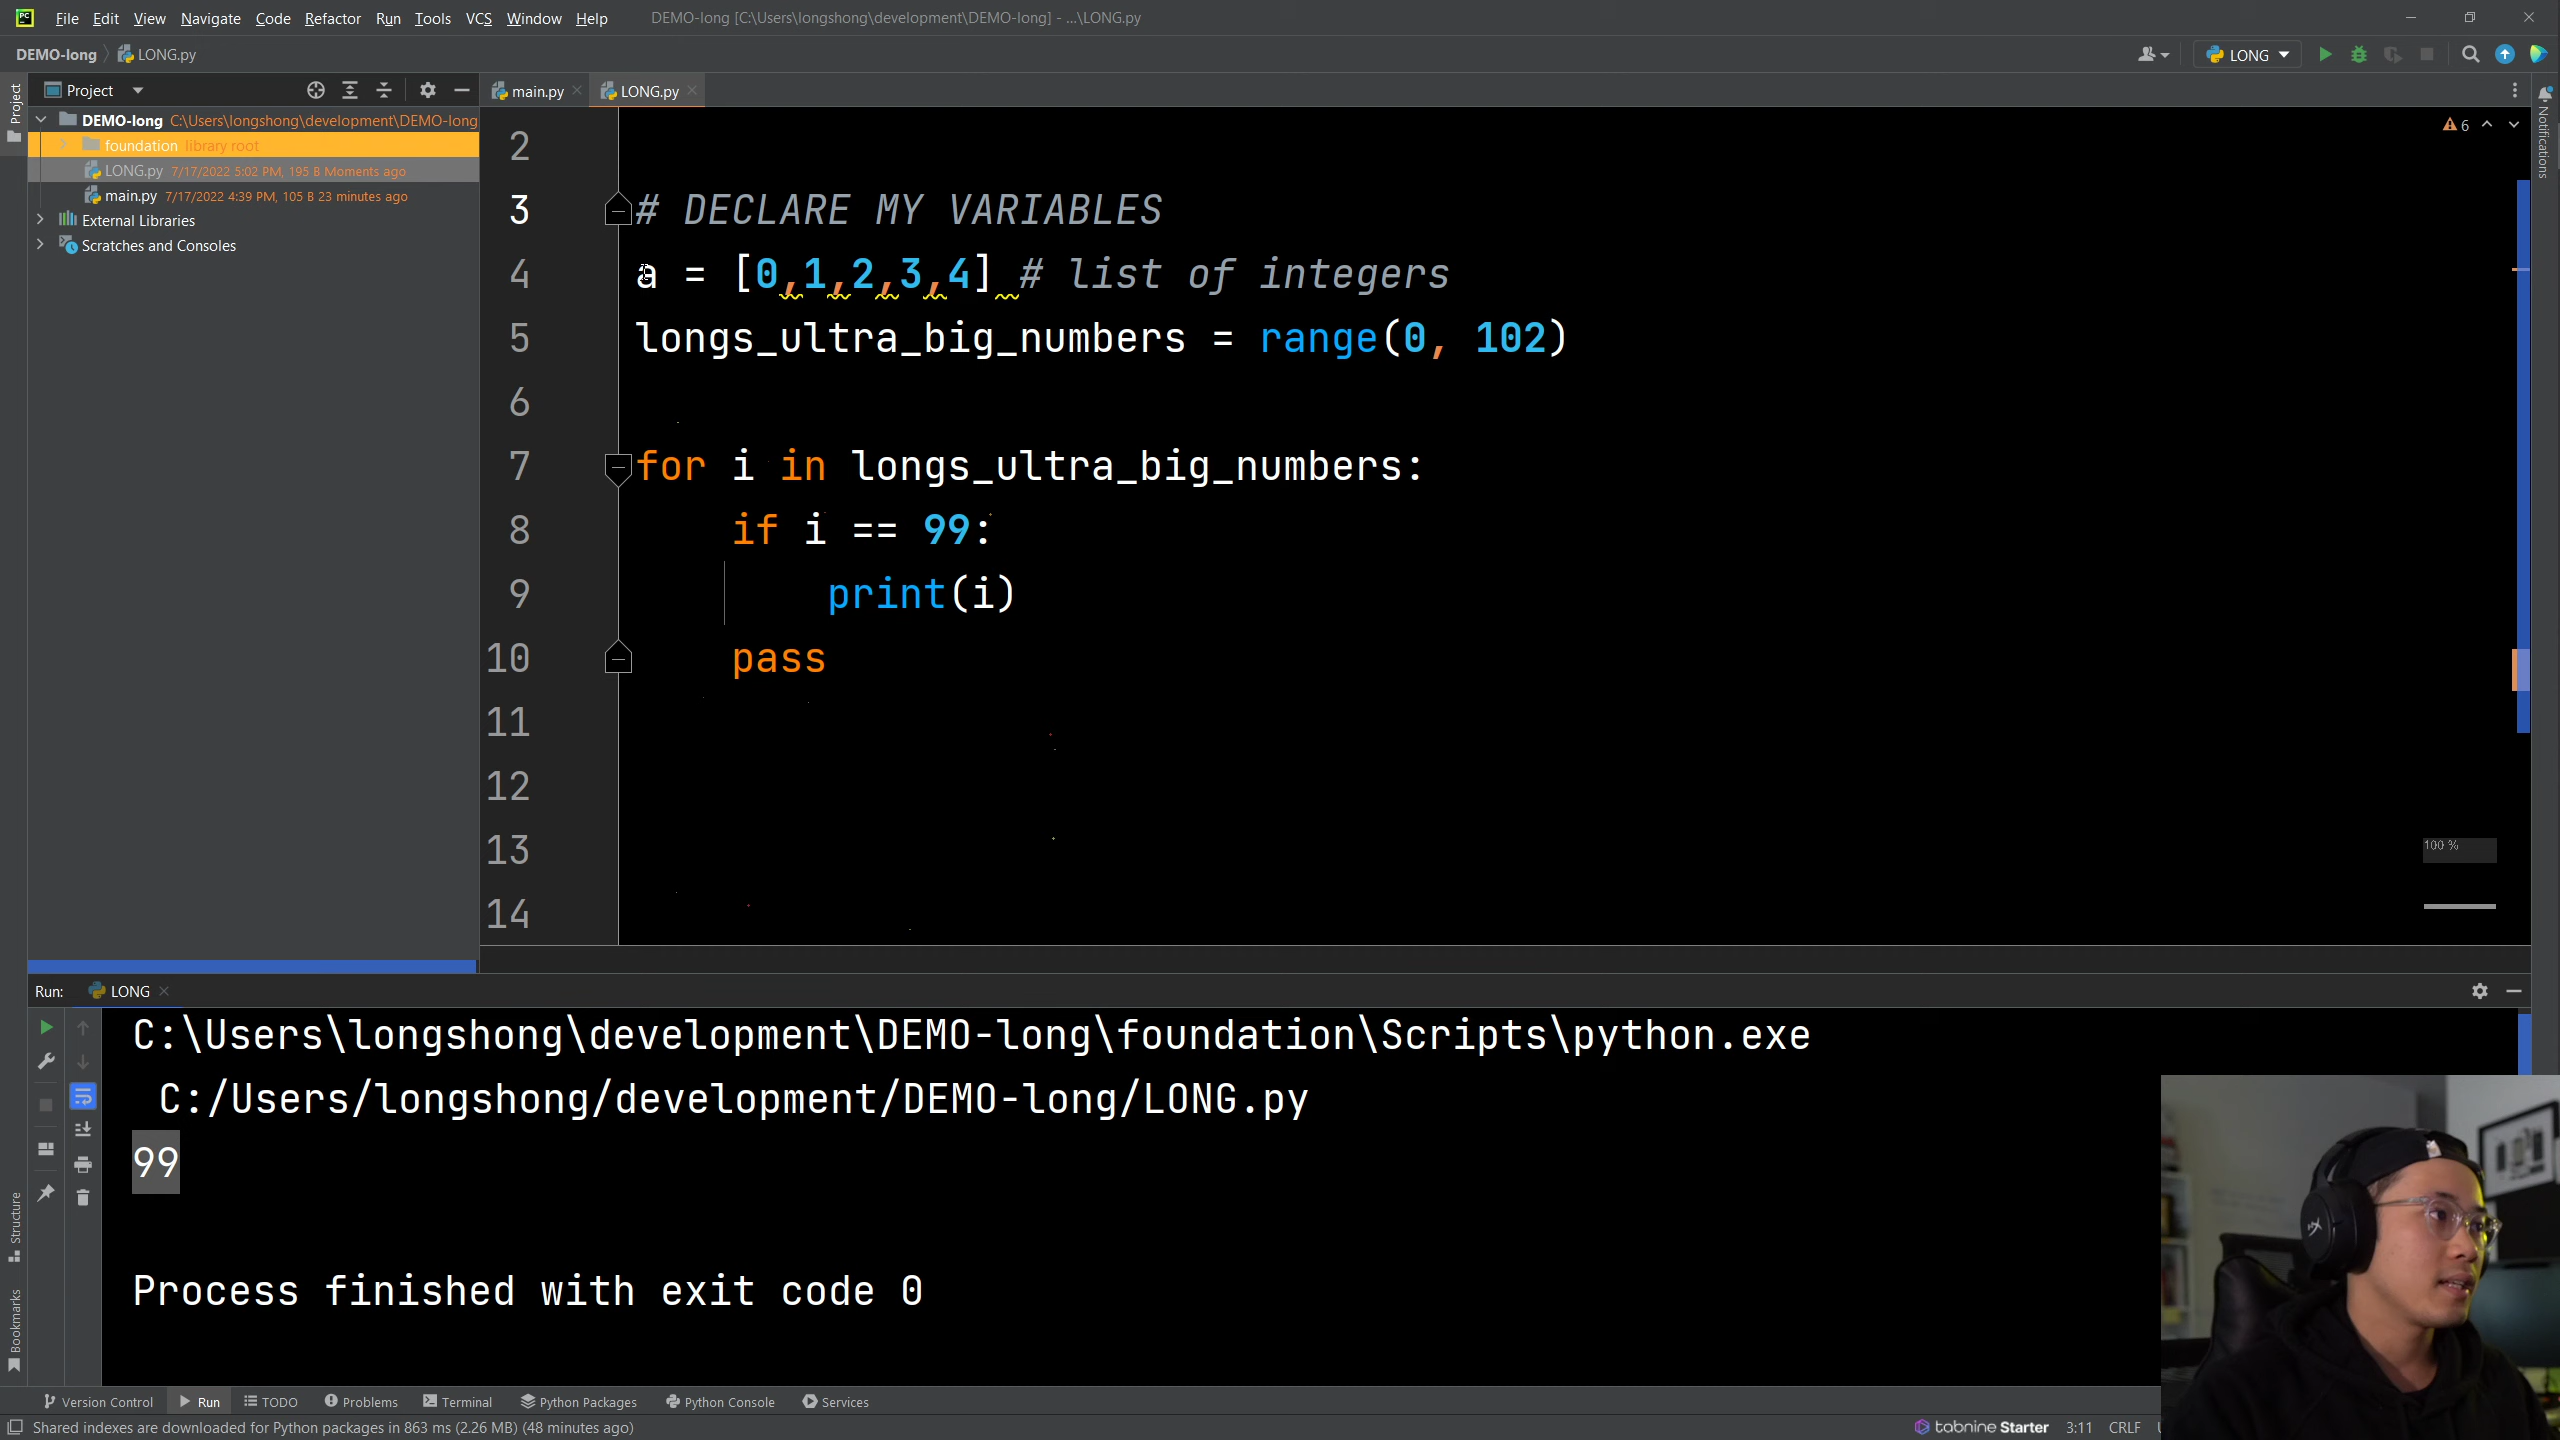 File Edit View Navigate Code Refactor Run Tools VCS Window Help DEMO-long [C:\Users\longshong\development\DEMO-long] - ...\LONG.py
DEMO-long LONG.py LONG
Project main.py LONG.py
DEMO-long C:\Users\longshong\development\DEMO-long
foundation library root
LONG.py 7/17/2022 5:02 PM, 195 B Moments ago
main.py 7/17/2022 4:39 PM, 105 B 23 minutes ago
External Libraries
Scratches and Consoles
Project
Structure
Bookmarks
Notifications
6
2
3 # DECLARE MY VARIABLES
4 a = [0,1,2,3,4] # list of integers
5 longs_ultra_big_numbers = range(0, 102)
6
7 for i in longs_ultra_big_numbers:
8 if i == 99:
9 print(i)
10 pass
11
12
13
14
100 %
Run: LONG
C:\Users\longshong\development\DEMO-long\foundation\Scripts\python.exe
C:/Users/longshong/development/DEMO-long/LONG.py
99
Process finished with exit code 0
Version Control Run TODO Problems Terminal Python Packages Python Console Services
Shared indexes are downloaded for Python packages in 863 ms (2.26 MB) (48 minutes ago) tabnine Starter 3:11 CRLF